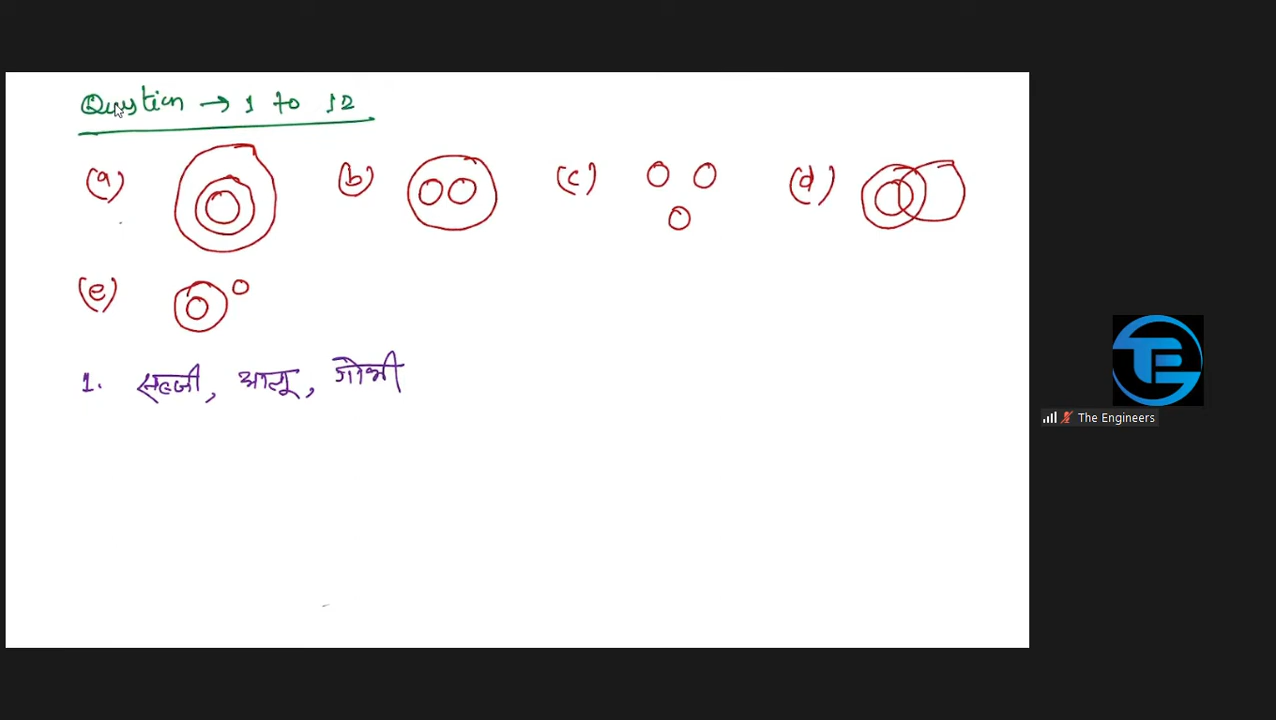 Question → 1 to 12
(a) (b) (c) (d)
(e)
1. सब्जी, आलू, गोभी
The Engineers